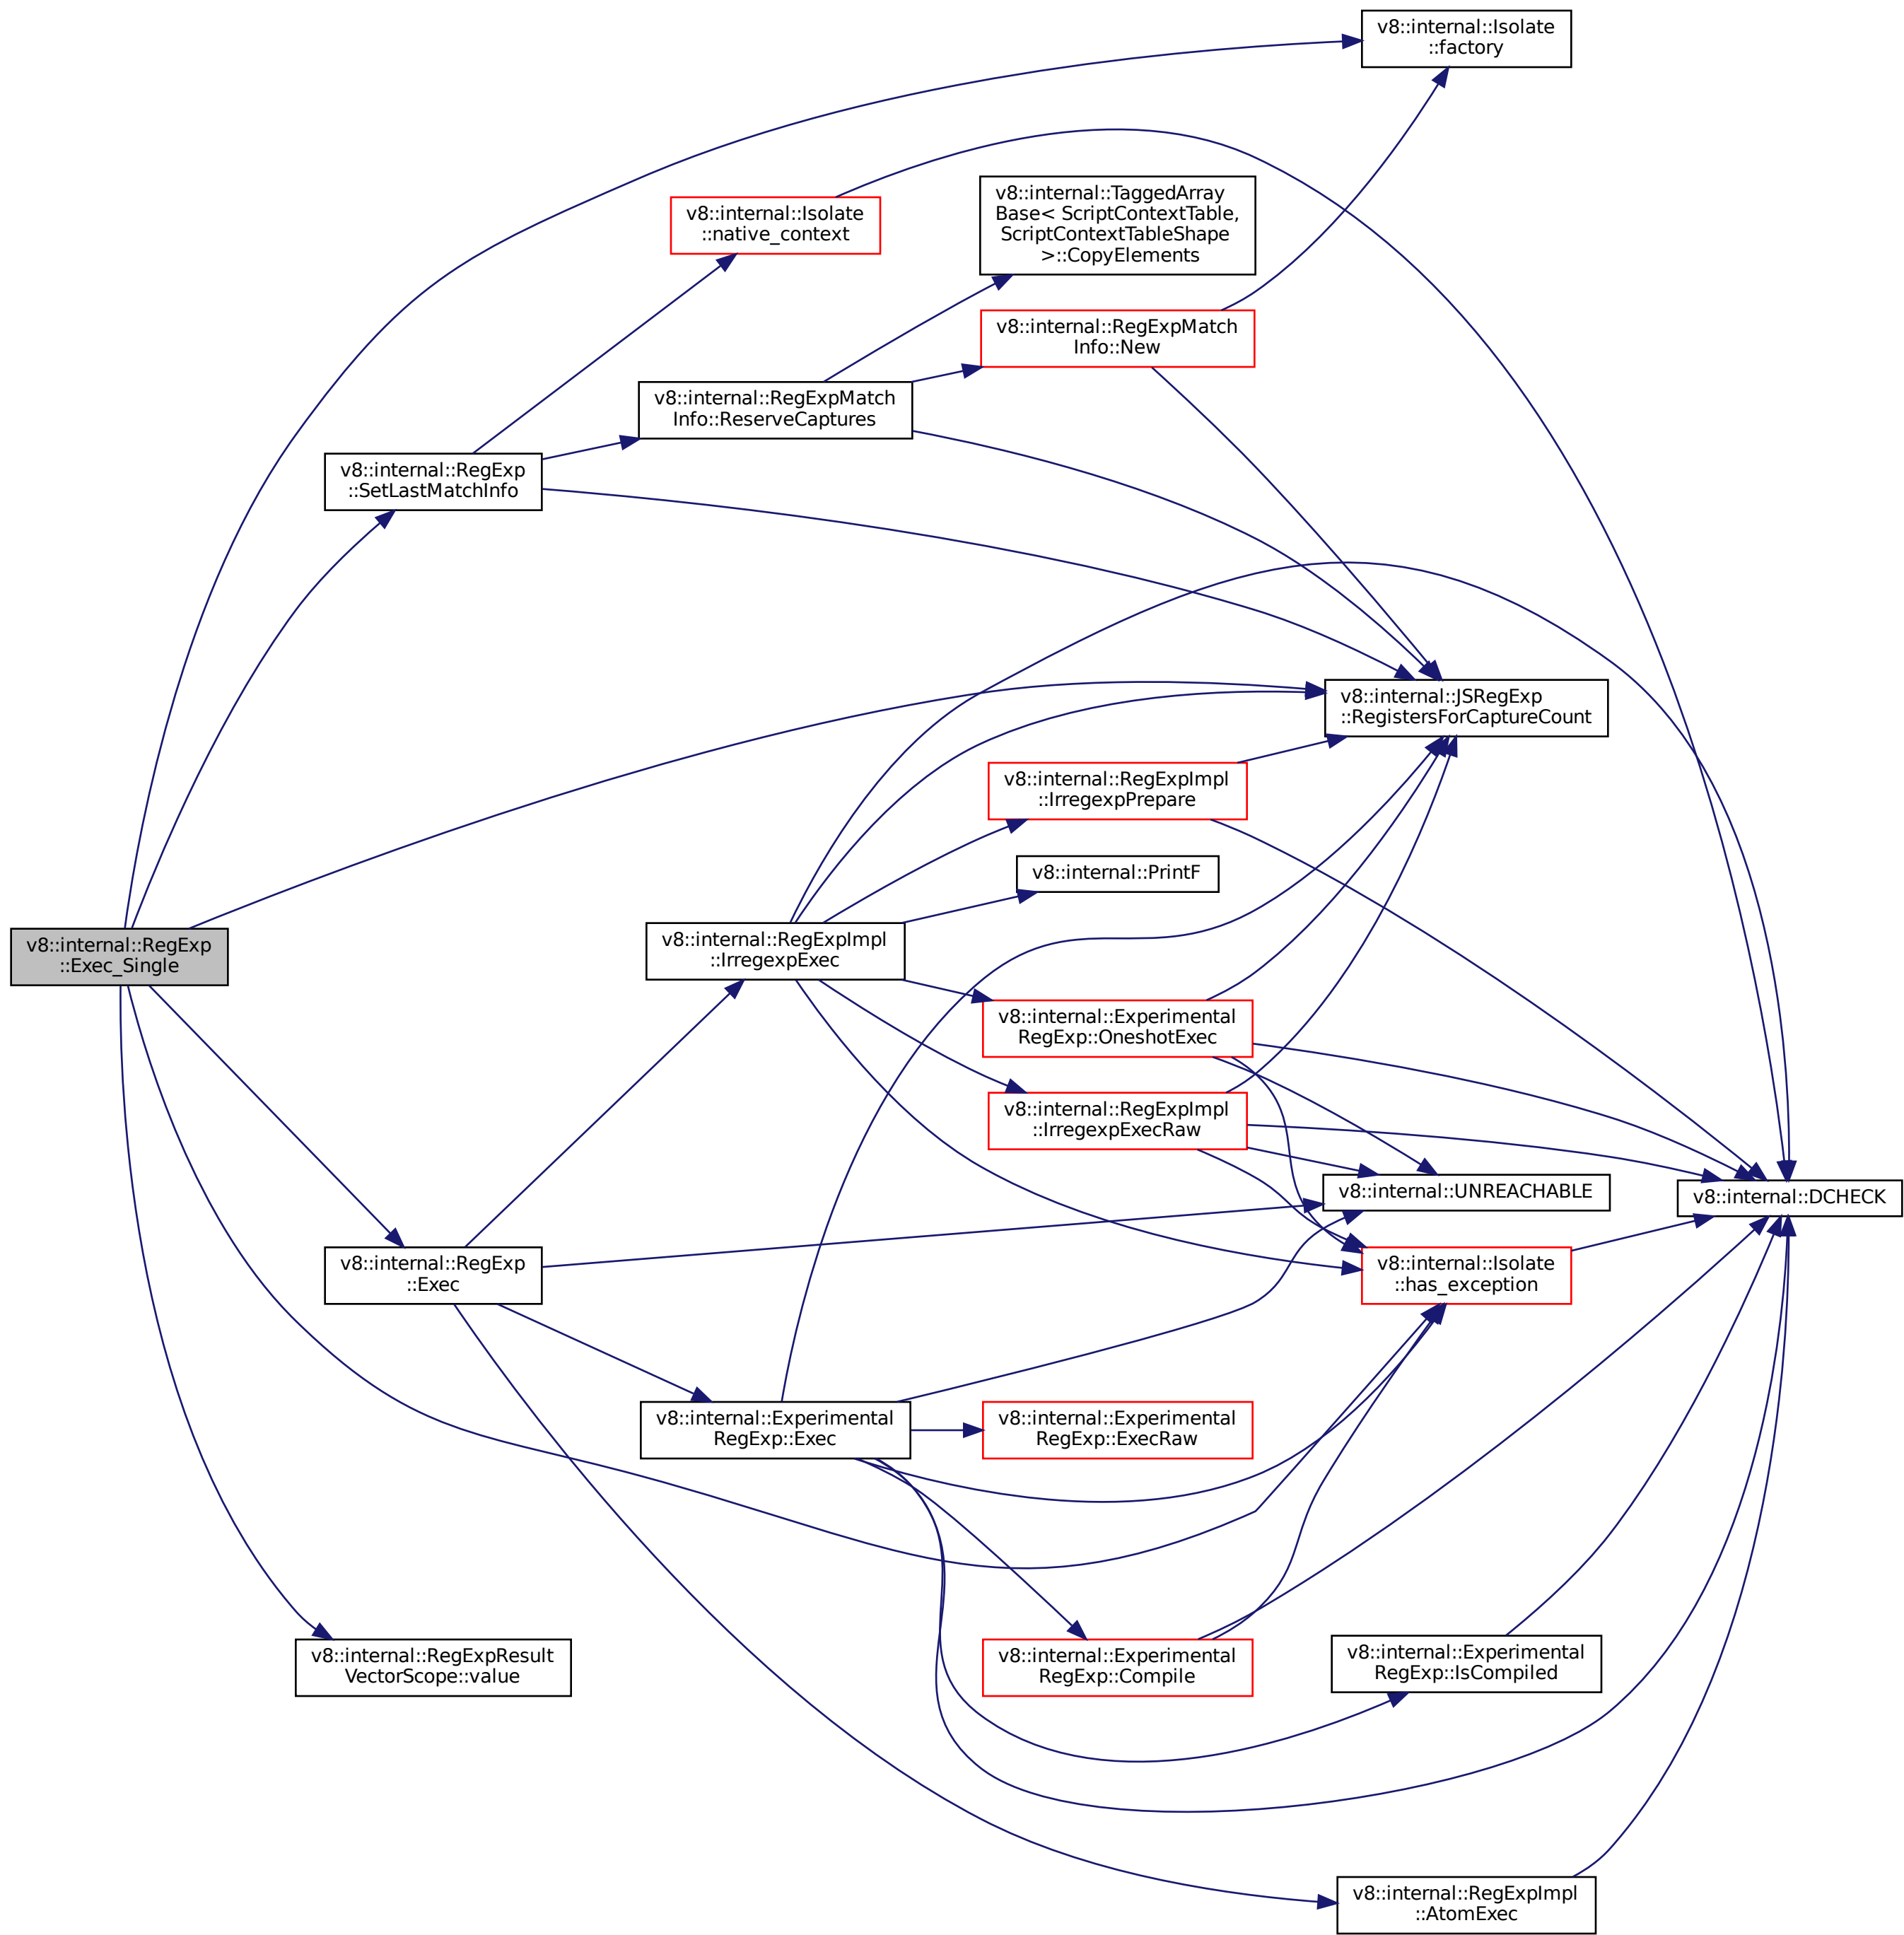 v8::internal::Isolate
::factory
v8::internal::TaggedArray
Base< ScriptContextTable,
ScriptContextTableShape
>::CopyElements
v8::internal::Isolate
::native_context
v8::internal::RegExpMatch
Info::New
v8::internal::RegExpMatch
Info::ReserveCaptures
v8::internal::RegExp
::SetLastMatchInfo
v8::internal::JSRegExp
::RegistersForCaptureCount
v8::internal::RegExpImpl
::IrregexpPrepare
v8::internal::PrintF
v8::internal::RegExp
::Exec_Single
v8::internal::RegExpImpl
::IrregexpExec
v8::internal::Experimental
RegExp::OneshotExec
v8::internal::RegExpImpl
::IrregexpExecRaw
v8::internal::UNREACHABLE
v8::internal::DCHECK
v8::internal::RegExp
::Exec
v8::internal::Isolate
::has_exception
v8::internal::Experimental
RegExp::Exec
v8::internal::Experimental
RegExp::ExecRaw
v8::internal::RegExpResult
VectorScope::value
v8::internal::Experimental
RegExp::Compile
v8::internal::Experimental
RegExp::IsCompiled
v8::internal::RegExpImpl
::AtomExec